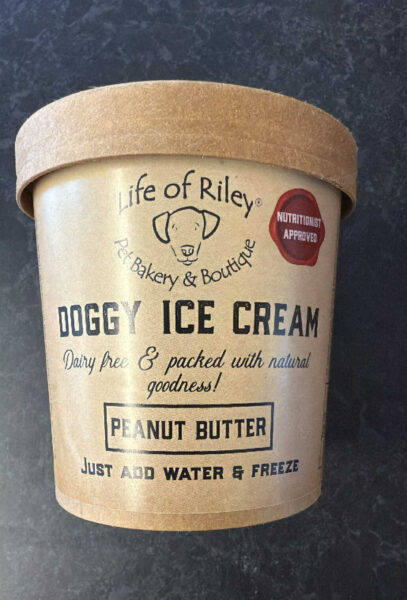 Life of Riley®
Pet Bakery & Boutique
NUTRITIONIST
APPROVED
DOGGY ICE CREAM
Dairy free & packed with natural
goodness!
PEANUT BUTTER
JUST ADD WATER & FREEZE